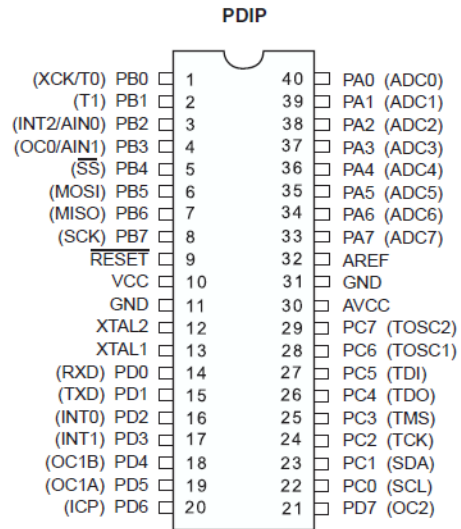 PDIP
(XCK/T0) PB0 1 40 PA0 (ADC0)
(T1) PB1 2 39 PA1 (ADC1)
(INT2/AIN0) PB2 3 38 PA2 (ADC2)
(OC0/AIN1) PB3 4 37 PA3 (ADC3)
(S̅S̅) PB4 5 36 PA4 (ADC4)
(MOSI) PB5 6 35 PA5 (ADC5)
(MISO) PB6 7 34 PA6 (ADC6)
(SCK) PB7 8 33 PA7 (ADC7)
R̅E̅S̅E̅T̅ 9 32 AREF
VCC 10 31 GND
GND 11 30 AVCC
XTAL2 12 29 PC7 (TOSC2)
XTAL1 13 28 PC6 (TOSC1)
(RXD) PD0 14 27 PC5 (TDI)
(TXD) PD1 15 26 PC4 (TDO)
(INT0) PD2 16 25 PC3 (TMS)
(INT1) PD3 17 24 PC2 (TCK)
(OC1B) PD4 18 23 PC1 (SDA)
(OC1A) PD5 19 22 PC0 (SCL)
(ICP) PD6 20 21 PD7 (OC2)